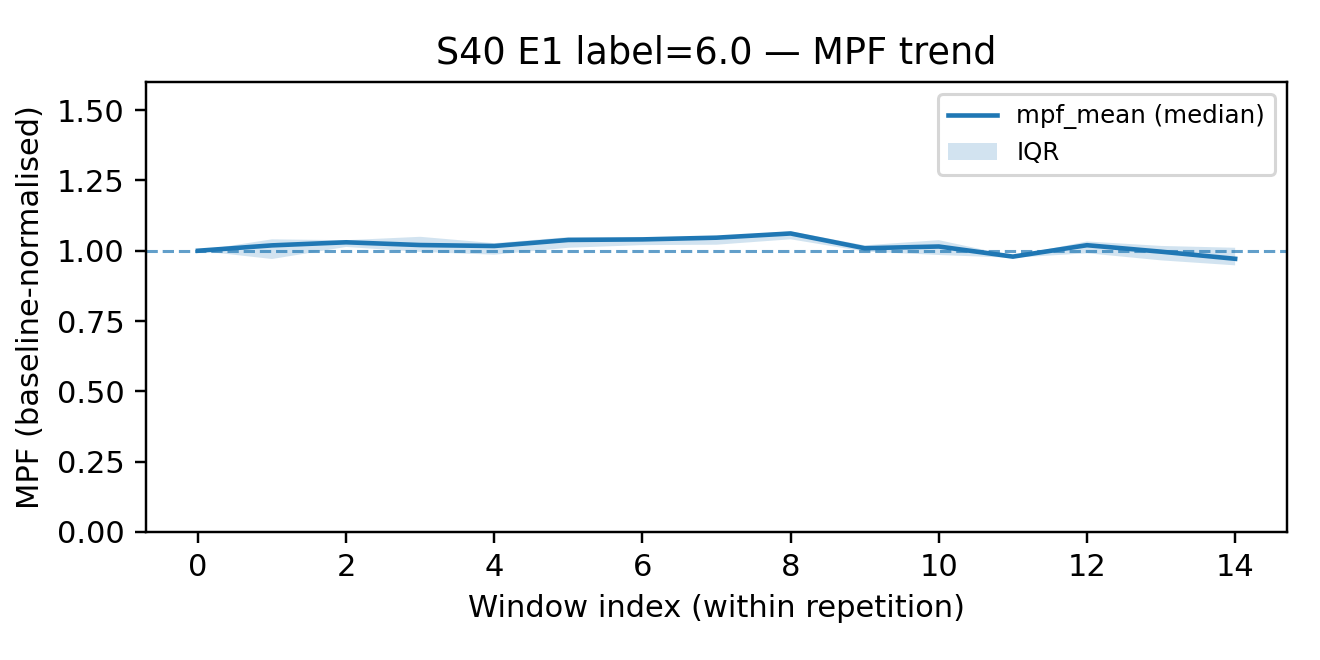 S40 E1 label=6.0 — MPF trend
mpf_mean (median)
IQR
MPF (baseline-normalised)
1.50
1.25
1.00
0.75
0.50
0.25
0.00
0 2 4 6 8 10 12 14
Window index (within repetition)